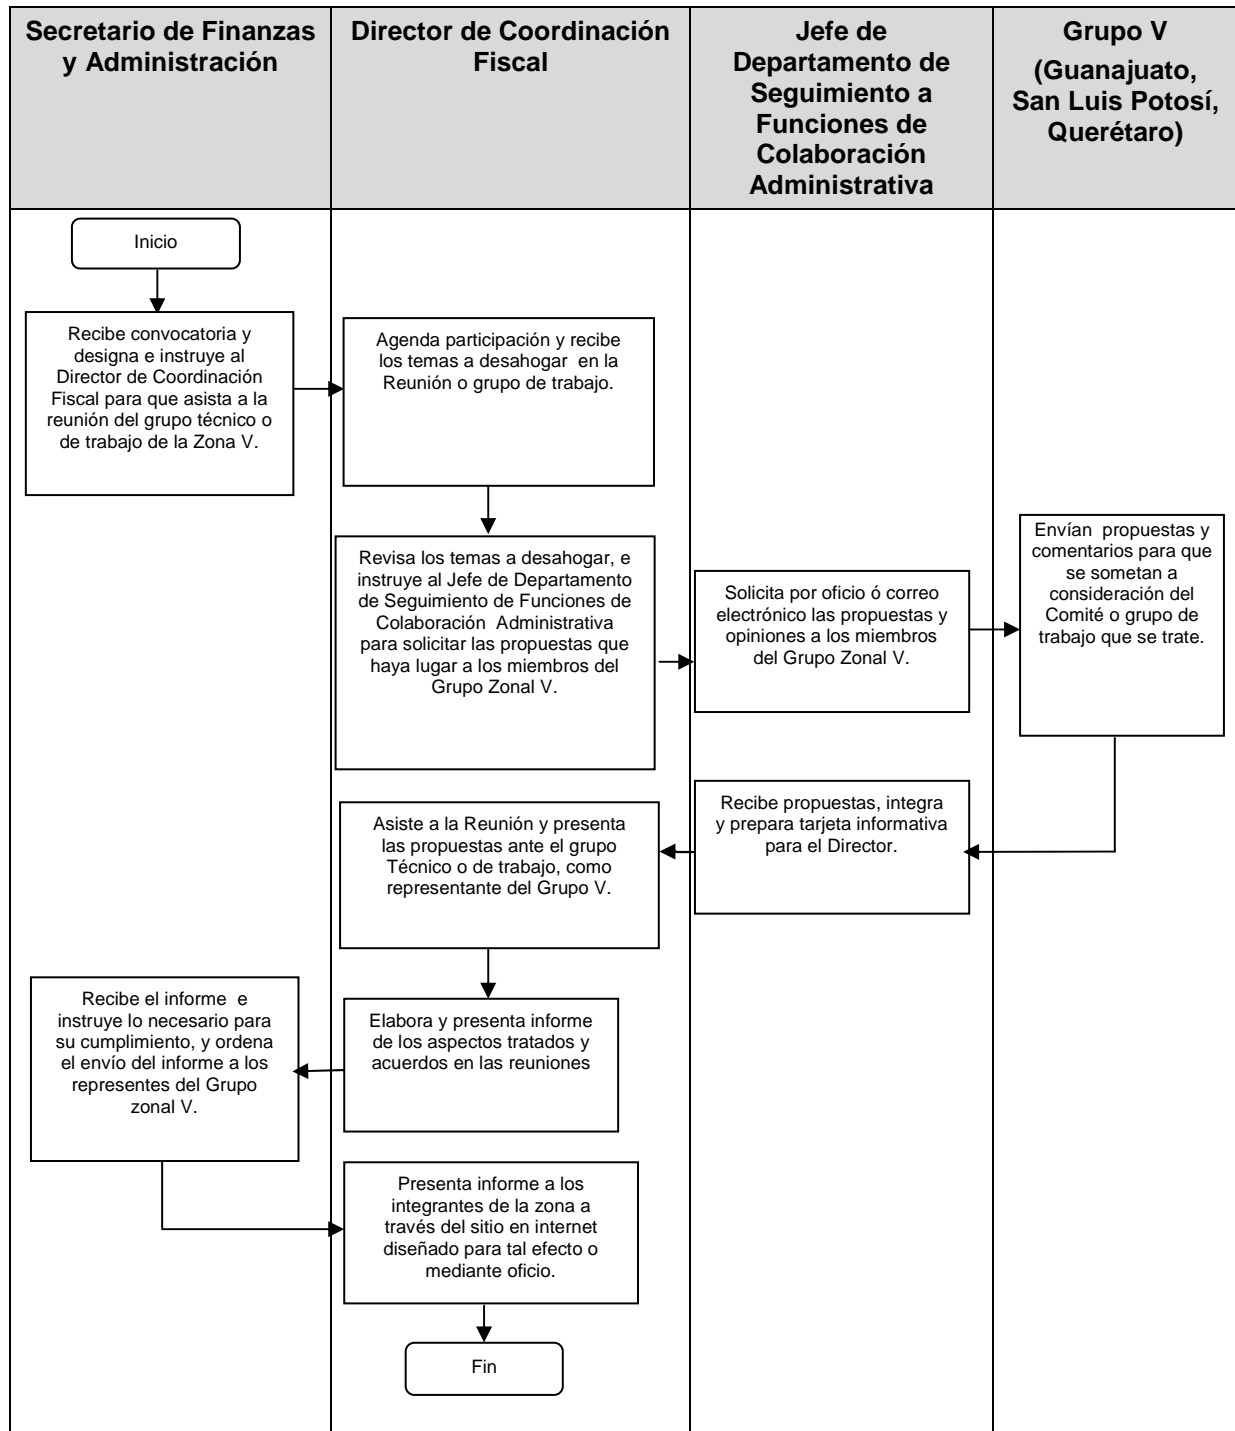 Secretario de Finanzas
y Administración
Director de Coordinación
Fiscal
Jefe de
Departamento de
Seguimiento a
Funciones de
Colaboración
Administrativa
Grupo V
(Guanajuato,
San Luis Potosí,
Querétaro)
Inicio
Recibe convocatoria y
designa e instruye al
Director de Coordinación
Fiscal para que asista a la
reunión del grupo técnico o
de trabajo de la Zona V.
Agenda participación y recibe
los temas a desahogar en la
Reunión o grupo de trabajo.
Revisa los temas a desahogar, e
instruye al Jefe de Departamento
de Seguimiento de Funciones de
Colaboración Administrativa
para solicitar las propuestas que
haya lugar a los miembros del
Grupo Zonal V.
Solicita por oficio ó correo
electrónico las propuestas y
opiniones a los miembros
del Grupo Zonal V.
Envían propuestas y
comentarios para que
se sometan a
consideración del
Comité o grupo de
trabajo que se trate.
Recibe propuestas, integra
y prepara tarjeta informativa
para el Director.
Asiste a la Reunión y presenta
las propuestas ante el grupo
Técnico o de trabajo, como
representante del Grupo V.
Elabora y presenta informe
de los aspectos tratados y
acuerdos en las reuniones
Recibe el informe e
instruye lo necesario para
su cumplimiento, y ordena
el envío del informe a los
representes del Grupo
zonal V.
Presenta informe a los
integrantes de la zona a
través del sitio en internet
diseñado para tal efecto o
mediante oficio.
Fin